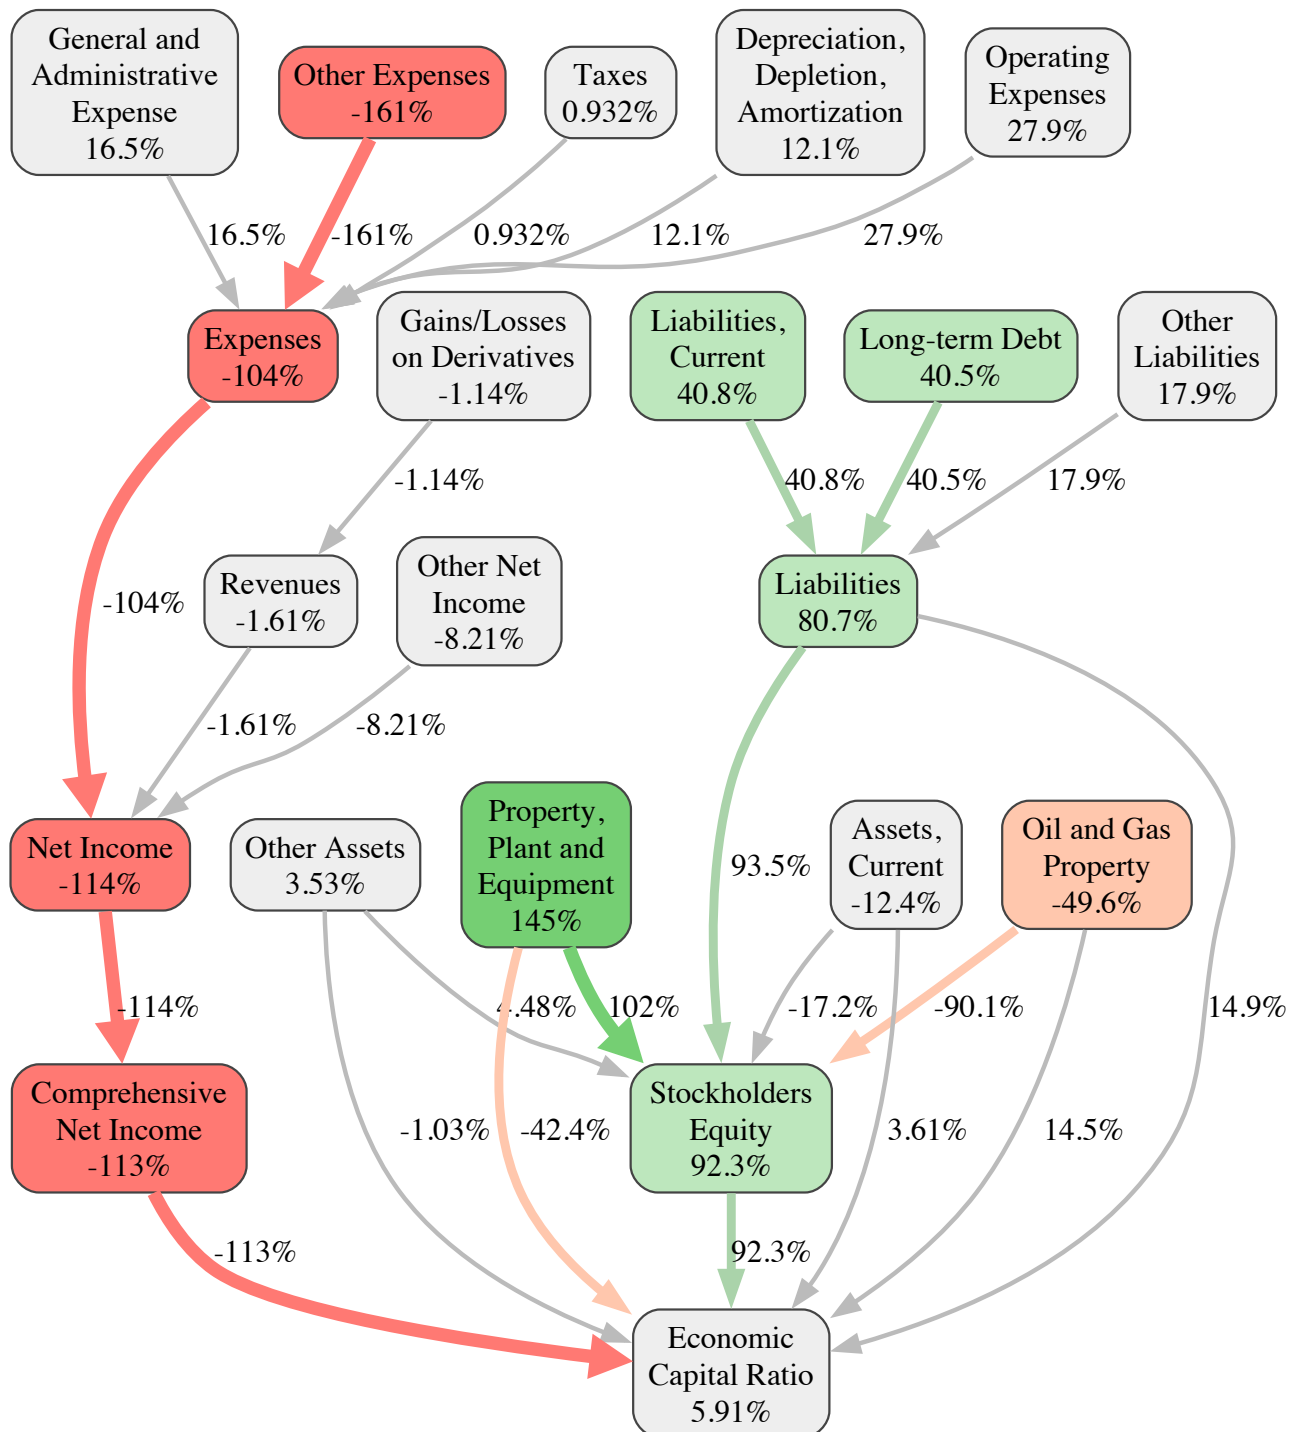 General and
Administrative
Expense
16.5%
Other Expenses
-161%
Taxes
0.932%
Depreciation,
Depletion,
Amortization
12.1%
Operating
Expenses
27.9%
16.5%
-161%
0.932%
12.1%
27.9%
Expenses
-104%
Gains/Losses
on Derivatives
-1.14%
Liabilities,
Current
40.8%
Long-term Debt
40.5%
Other
Liabilities
17.9%
-1.14%
40.8%
40.5%
17.9%
-104%
Revenues
-1.61%
Other Net
Income
-8.21%
Liabilities
80.7%
-1.61%
-8.21%
Net Income
-114%
Other Assets
3.53%
Property,
Plant and
Equipment
145%
93.5%
Assets,
Current
-12.4%
Oil and Gas
Property
-49.6%
-114%
4.48%
102%
-17.2%
-90.1%
14.9%
Comprehensive
Net Income
-113%
-1.03%
-42.4%
Stockholders
Equity
92.3%
3.61%
14.5%
-113%
92.3%
Economic
Capital Ratio
5.91%